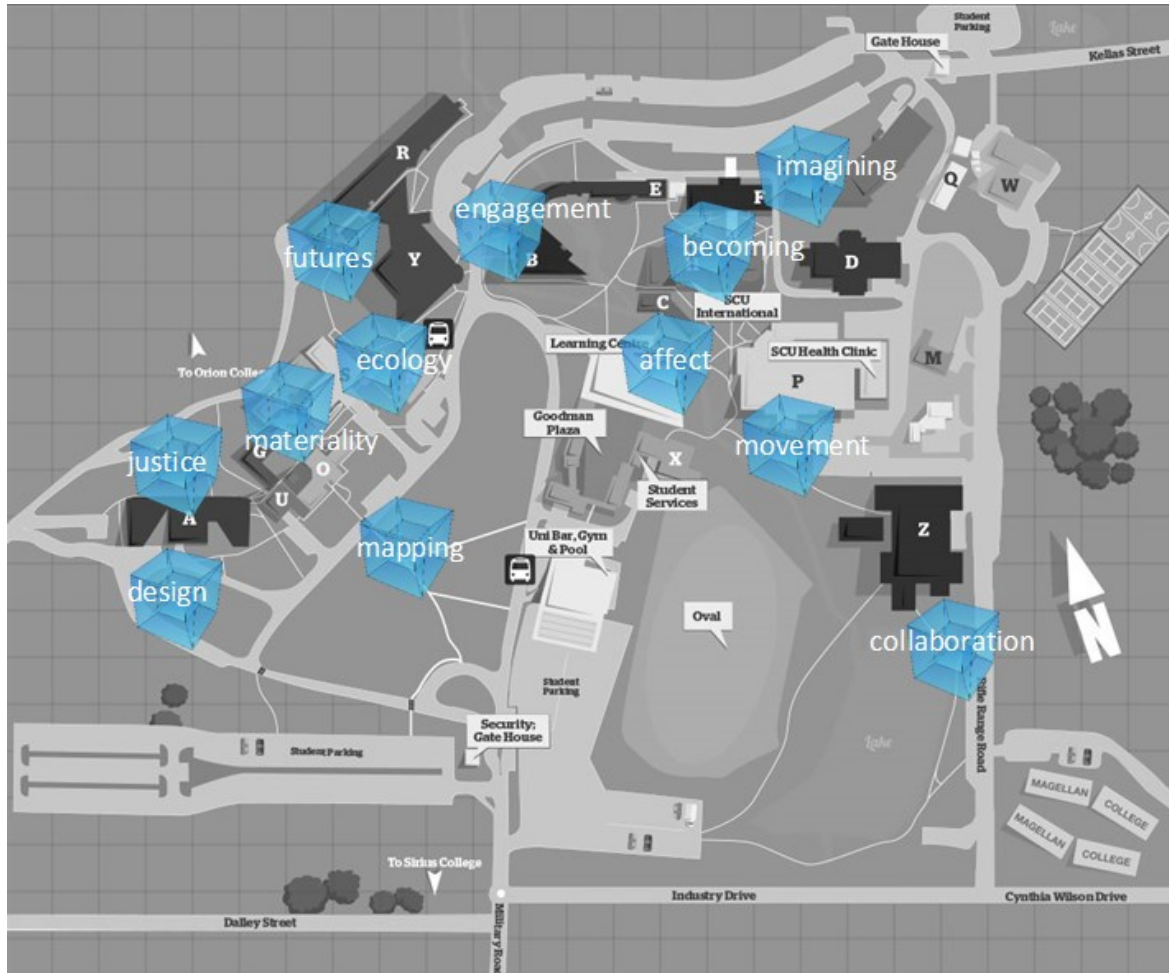 Student
Parking
Lake
Gate House
Kellas Street
R
imagining
E
F
Q
W
engagement
futures
becoming
Y
B
D
C
SCU
International
ecology
Learning Centre
affect
SCU Health Clinic
M
To Orion College
S
P
materiality
Goodman
Plaza
movement
justice
G
O
X
U
Student
Services
A
Z
mapping
Uni Bar, Gym
& Pool
design
Oval
N
collaboration
Student
Parking
Rifle Range Road
Security;
Gate House
Student Parking
Lake
MAGELLAN
COLLEGE
MAGELLAN
COLLEGE
To Sirius College
Industry Drive
Cynthia Wilson Drive
Dalley Street
Military Road